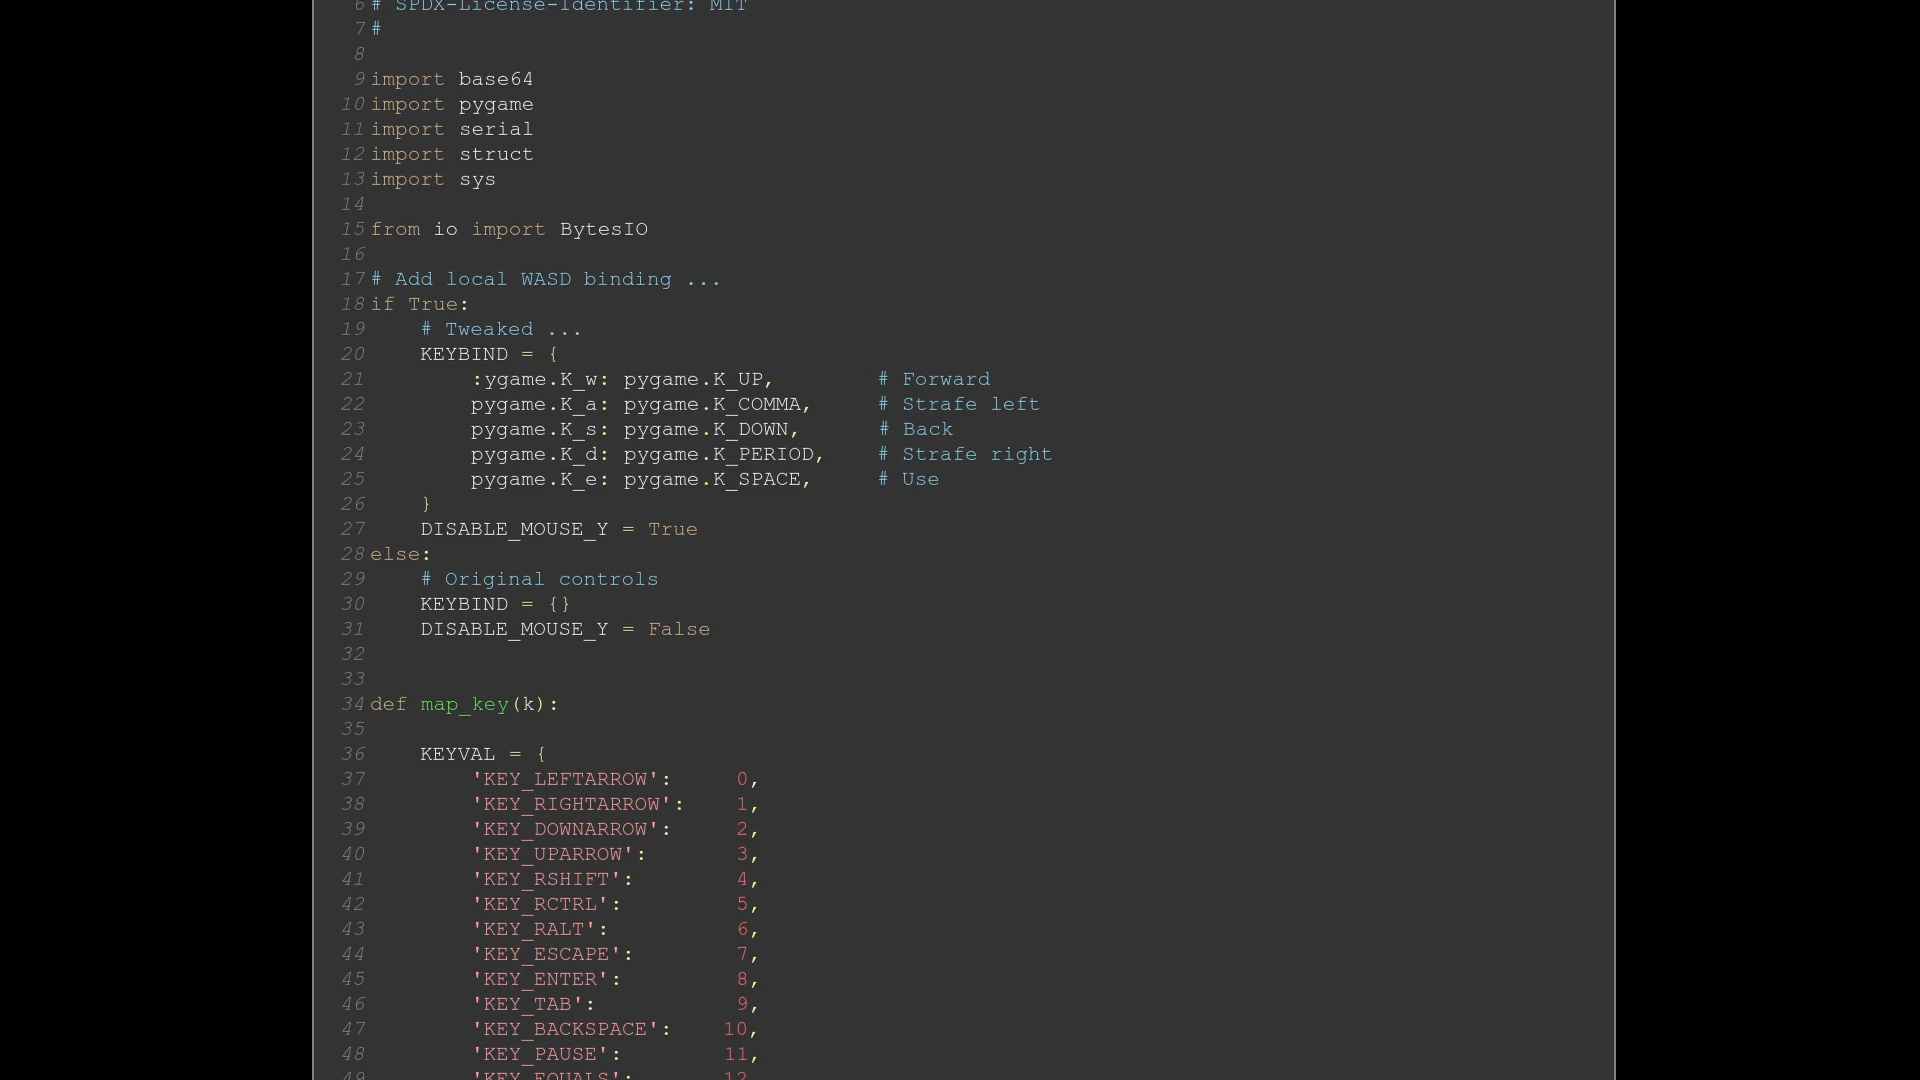 6 # SPDX-License-Identifier: MIT
7 #
8
9 import base64
10 import pygame
11 import serial
12 import struct
13 import sys
14
15 from io import BytesIO
16
17 # Add local WASD binding ...
18 if True:
19     # Tweaked ...
20     KEYBIND = {
21         :ygame.K_w: pygame.K_UP,        # Forward
22         pygame.K_a: pygame.K_COMMA,     # Strafe left
23         pygame.K_s: pygame.K_DOWN,      # Back
24         pygame.K_d: pygame.K_PERIOD,    # Strafe right
25         pygame.K_e: pygame.K_SPACE,     # Use
26     }
27     DISABLE_MOUSE_Y = True
28 else:
29     # Original controls
30     KEYBIND = {}
31     DISABLE_MOUSE_Y = False
32
33
34 def map_key(k):
35
36     KEYVAL = {
37         'KEY_LEFTARROW':     0,
38         'KEY_RIGHTARROW':    1,
39         'KEY_DOWNARROW':     2,
40         'KEY_UPARROW':       3,
41         'KEY_RSHIFT':        4,
42         'KEY_RCTRL':         5,
43         'KEY_RALT':          6,
44         'KEY_ESCAPE':        7,
45         'KEY_ENTER':         8,
46         'KEY_TAB':           9,
47         'KEY_BACKSPACE':    10,
48         'KEY_PAUSE':        11,
49         'KEY_EQUALS':       12,